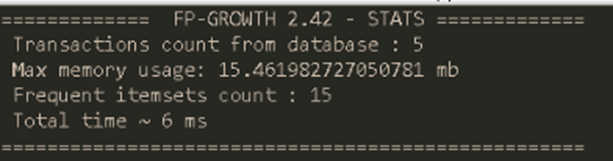 ============= FP-GROWTH 2.42 - STATS =============
Transactions count from database : 5
Max memory usage: 15.461982727050781 mb
Frequent itemsets count : 15
Total time ~ 6 ms
===================================================